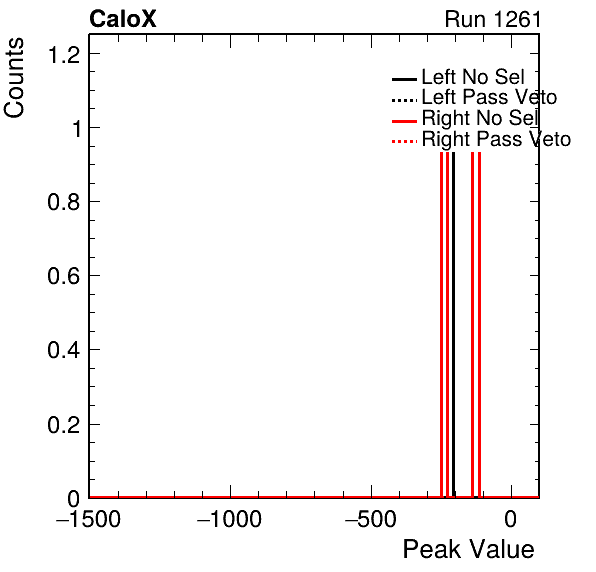 CaloX Run 1261
Counts
1.2
1
0.8
0.6
0.4
0.2
0
Left No Sel
Left Pass Veto
Right No Sel
Right Pass Veto
−1500 −1000 −500 0
Peak Value